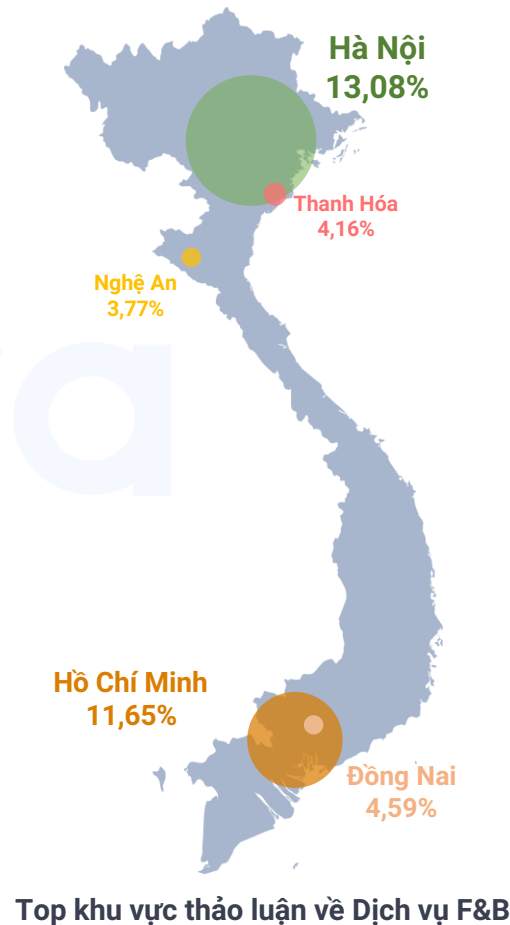 Hà Nội
13,08%
Thanh Hóa
4,16%
Nghệ An
3,77%
Hồ Chí Minh
11,65%
Đồng Nai
4,59%
Top khu vực thảo luận về Dịch vụ F&B